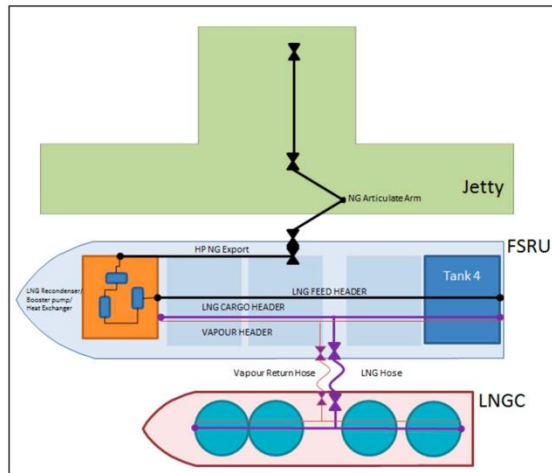 Jetty
NG Articulate Arm
FSRU
HP NG Export
LNG Recondenser/
Booster pump/
Heat Exchanger
Tank 4
LNG FEED HEADER
LNG CARGO HEADER
VAPOUR HEADER
Vapour Return Hose
LNG Hose
LNGC